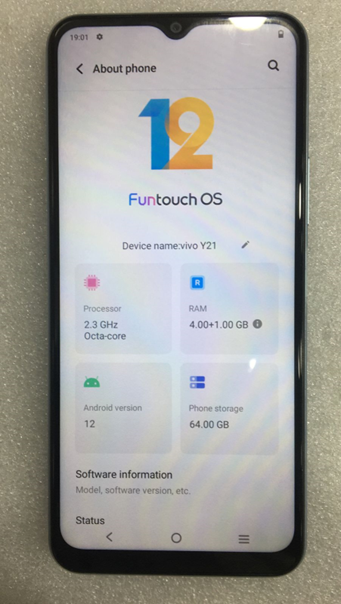 19:01
About phone
12
Funtouch OS
Device name:vivo Y21
R
Processor
2.3 GHz
Octa-core
RAM
4.00+1.00 GB
Android version
12
Phone storage
64.00 GB
Software information
Model, software version, etc.
Status